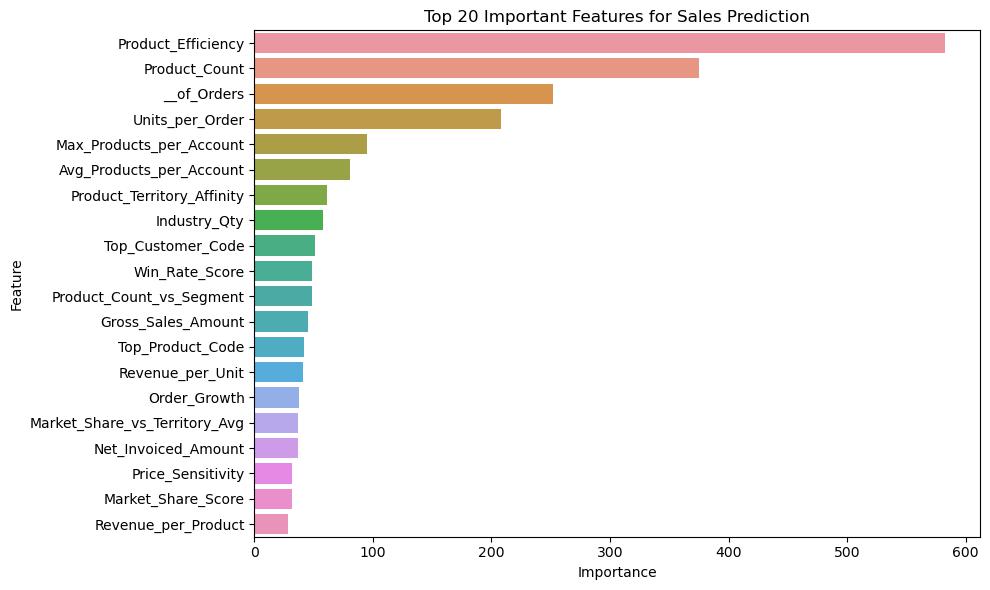 Top 20 Important Features for Sales Prediction
Feature
Product_Efficiency
Product_Count
__of_Orders
Units_per_Order
Max_Products_per_Account
Avg_Products_per_Account
Product_Territory_Affinity
Industry_Qty
Top_Customer_Code
Win_Rate_Score
Product_Count_vs_Segment
Gross_Sales_Amount
Top_Product_Code
Revenue_per_Unit
Order_Growth
Market_Share_vs_Territory_Avg
Net_Invoiced_Amount
Price_Sensitivity
Market_Share_Score
Revenue_per_Product
0 100 200 300 400 500 600
Importance